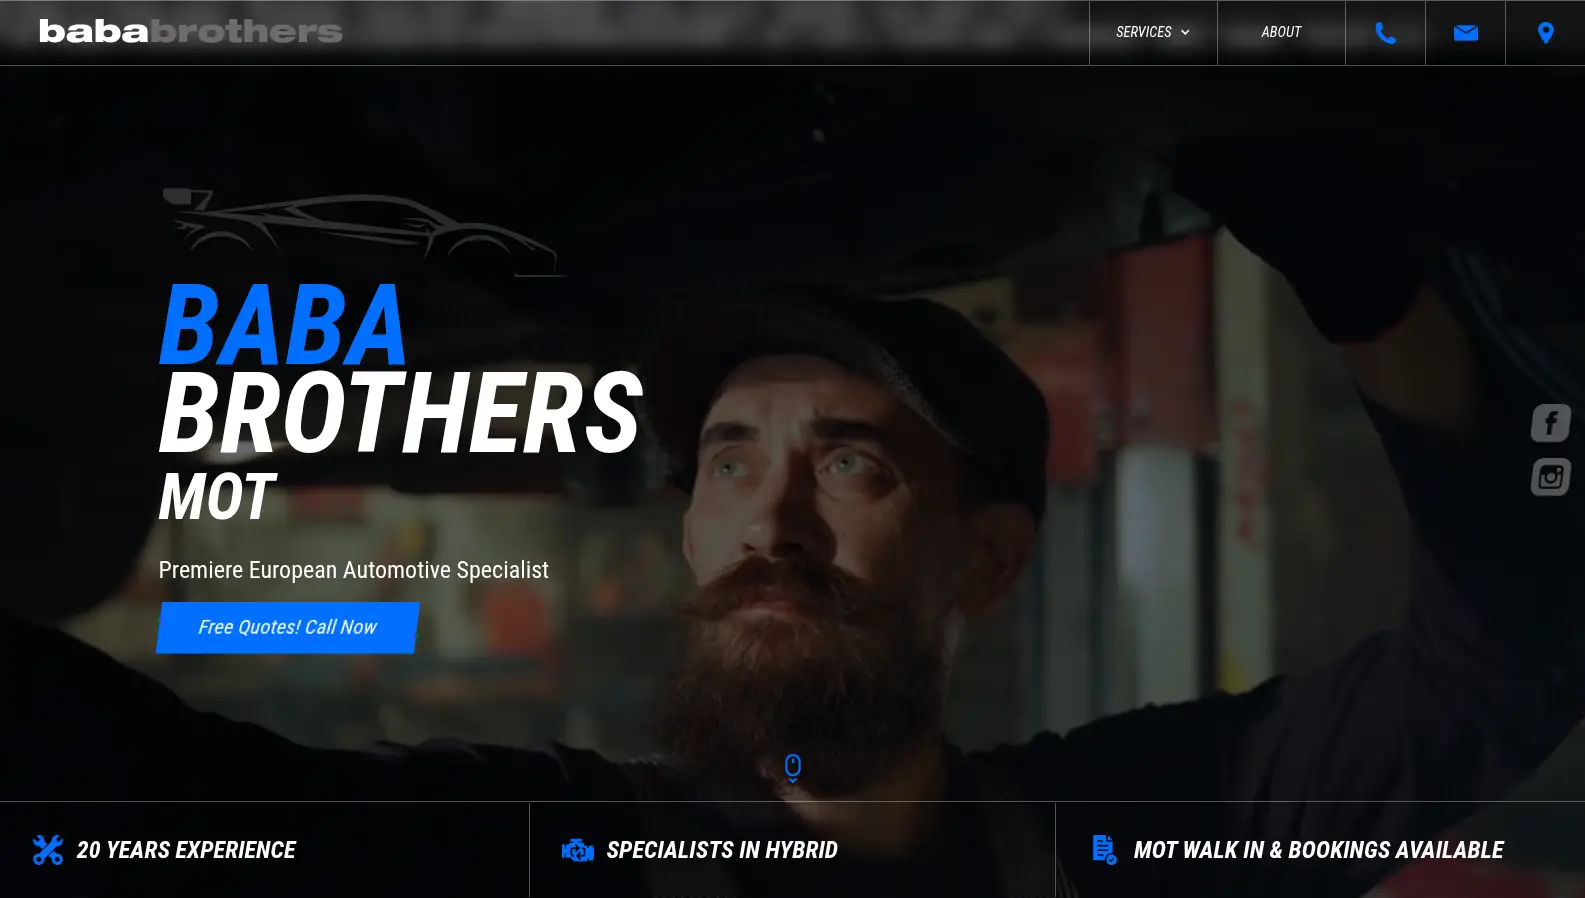 bababrothers
SERVICES
ABOUT
BABA
BROTHERS
MOT
Premiere European Automotive Specialist
Free Quotes! Call Now
20 YEARS EXPERIENCE
SPECIALISTS IN HYBRID
MOT WALK IN & BOOKINGS AVAILABLE